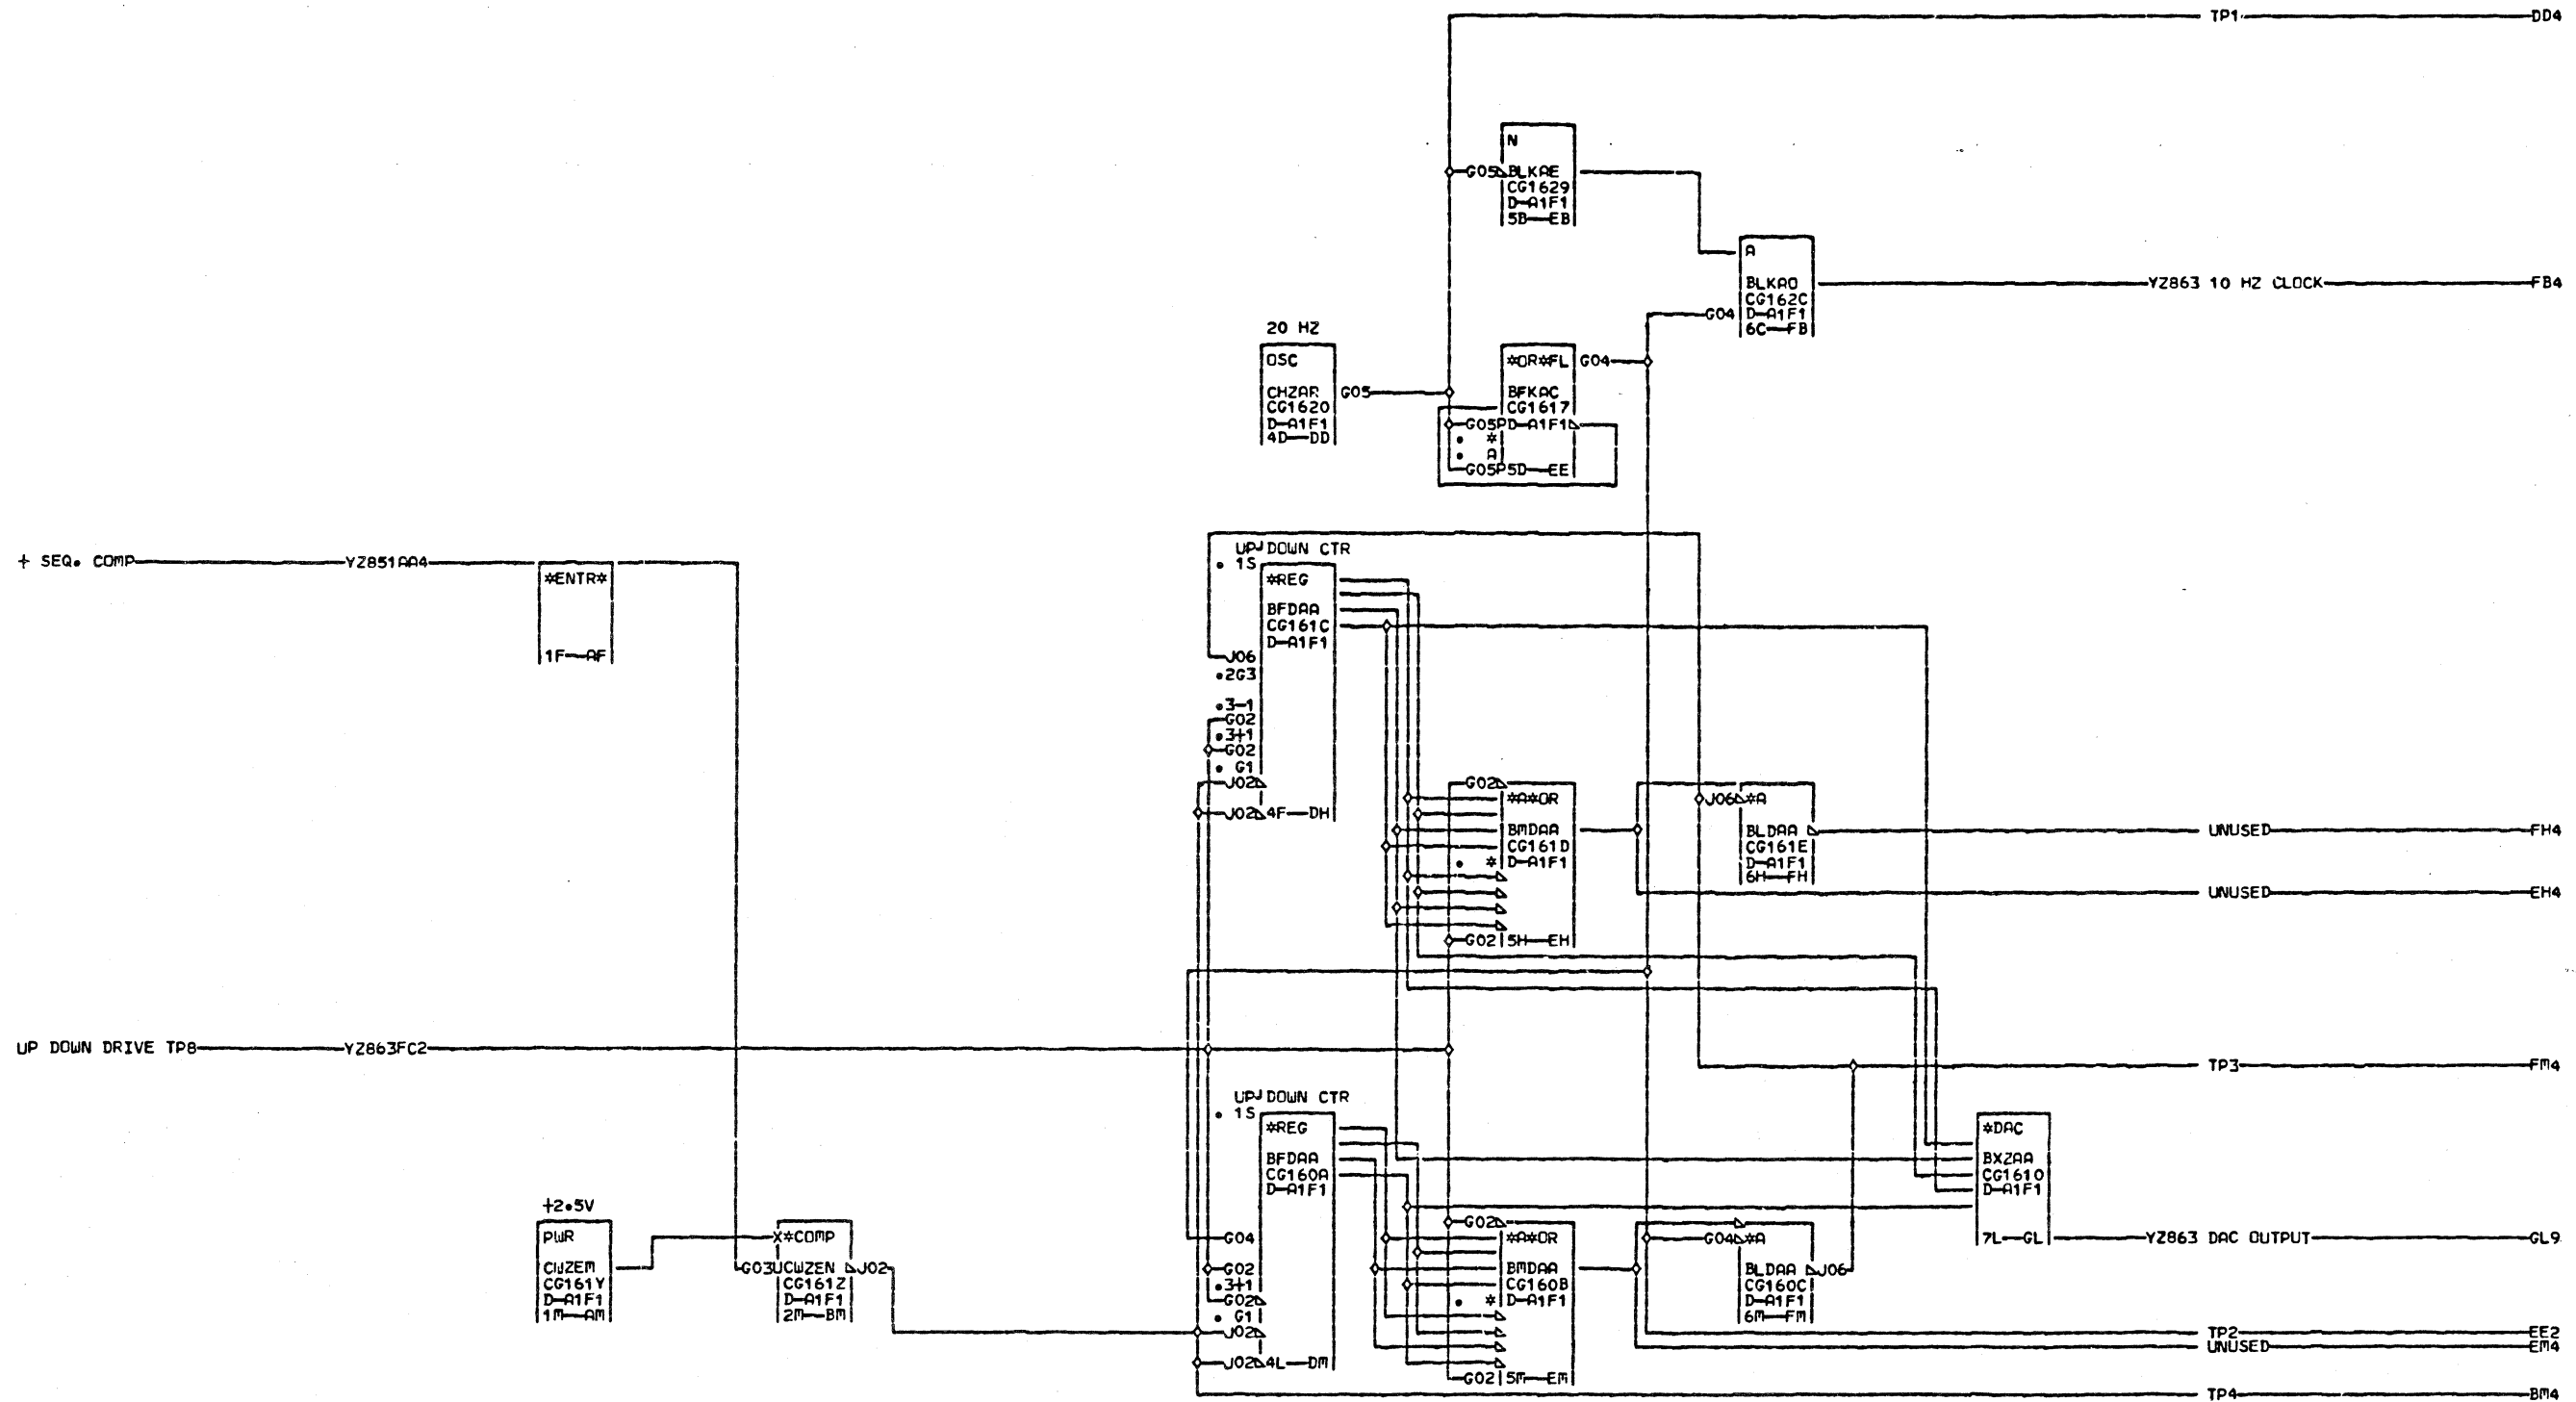 TP1 DD4
N
G05 BLKAE
CG1629
D-A1F1
5B-EB
A
BLKAO
CG162C
G04 D-A1F1
6C-FB
YZ863 10 HZ CLOCK FB4
20 HZ
OSC
CHZAR G05
CG1620
D-A1F1
4D-DD
*OR*FL G04
BFKAC
CG1617
G05PD-A1F1
• *
• A
G05P5D-EE
+ SEQ. COMP YZ851AA4
*ENTR*
1F-AF
UP DOWN CTR
• 1S
*REG
BFDAA
CG161C
D-A1F1
J06
•2G3
•3-1
G02
•3+1
G02
• G1
J02
J02 4F-DH
G02
*A*OR
BMDAA
CG161D
• * D-A1F1
G02 5H-EH
J06 *A
BLDAA
CG161E
D-A1F1
6H-FH
UNUSED FH4
UNUSED EH4
UP DOWN DRIVE TP8 YZ863FC2
TP3 FM4
UP DOWN CTR
• 1S
*REG
BFDAA
CG160A
D-A1F1
G04
G02
•3+1
G02
• G1
J02
J02 4L-DM
+2.5V
PWR
CWZEM
CG161Y
D-A1F1
1M-AM
X*COMP
G03UCWZEN J02
CG161Z
D-A1F1
2M-BM
G02
*A*OR
BMDAA
CG160B
• * D-A1F1
G02 5M-EM
G04 *A
BLDAA J06
CG160C
D-A1F1
6M-FM
*DAC
BXZAA
CG1610
D-A1F1
7L-GL
YZ863 DAC OUTPUT GL9
TP2 EE2
UNUSED EM4
TP4 BM4